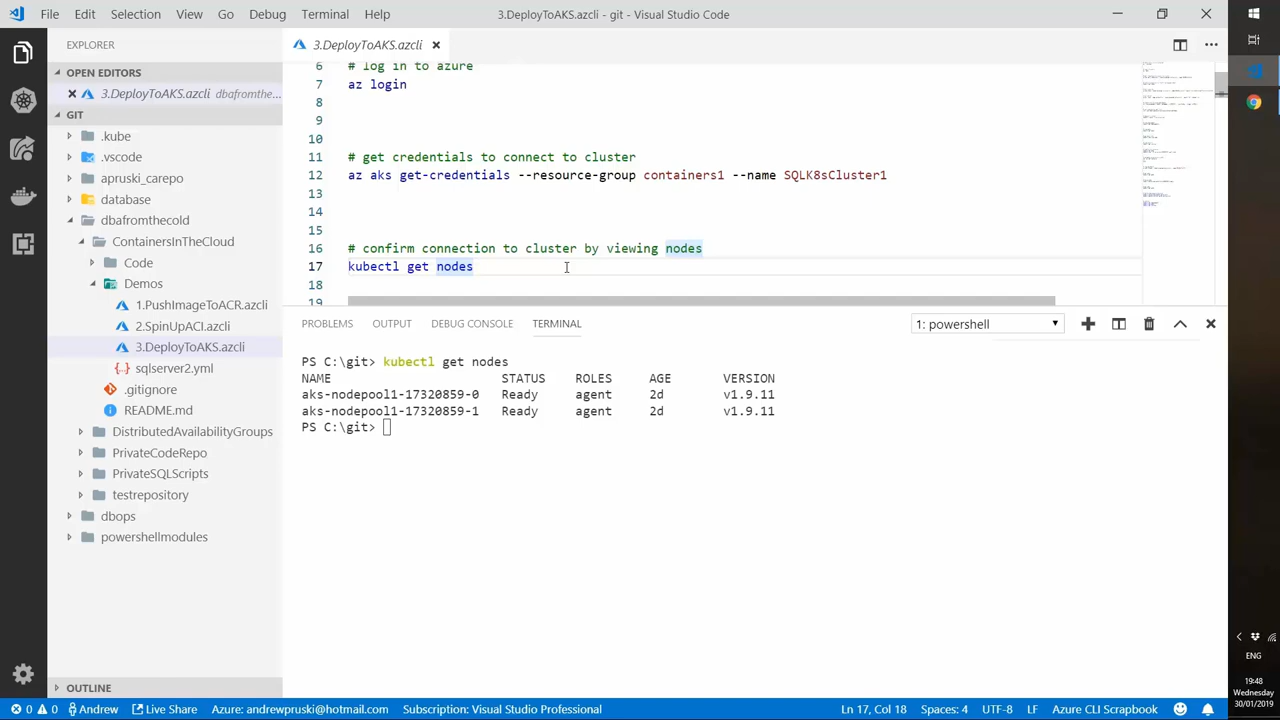 File Edit Selection View Go Debug Terminal Help 3.DeployToAKS.azcli - git - Visual Studio Code
EXPLORER
OPEN EDITORS
3.DeployToAKS.azcli dbafromthe...
GIT
.kube
.vscode
apruski_cargoo
database
dbafromthecold
ContainersInTheCloud
Code
Demos
1.PushImageToACR.azcli
2.SpinUpACI.azcli
3.DeployToAKS.azcli
sqlserver2.yml
.gitignore
README.md
DistributedAvailabilityGroups
PrivateCodeRepo
PrivateSQLScripts
testrepository
dbops
powershellmodules
OUTLINE
3.DeployToAKS.azcli
6 # log in to azure
7 az login
8
9
10
11 # get credentials to connect to cluster
12 az aks get-credentials --resource-group containers1 --name SQLK8sCluster1
13
14
15
16 # confirm connection to cluster by viewing nodes
17 kubectl get nodes
18
19
PROBLEMS OUTPUT DEBUG CONSOLE TERMINAL 1: powershell
PS C:\git> kubectl get nodes
NAME STATUS ROLES AGE VERSION
aks-nodepool1-17320859-0 Ready agent 2d v1.9.11
aks-nodepool1-17320859-1 Ready agent 2d v1.9.11
PS C:\git>
0 0 Andrew Live Share Azure: andrewpruski@hotmail.com Subscription: Visual Studio Professional Ln 17, Col 18 Spaces: 4 UTF-8 LF Azure CLI Scrapbook
ENG
19:48
Wednesday
30/01/2019